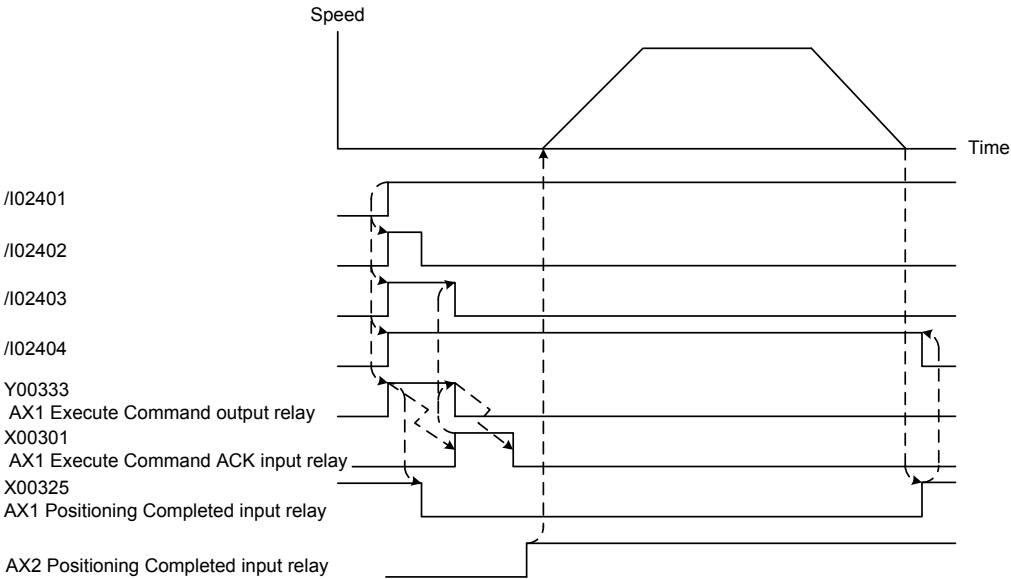 Speed
Time
/I02401
/I02402
/I02403
/I02404
Y00333
AX1 Execute Command output relay
X00301
AX1 Execute Command ACK input relay
X00325
AX1 Positioning Completed input relay
AX2 Positioning Completed input relay